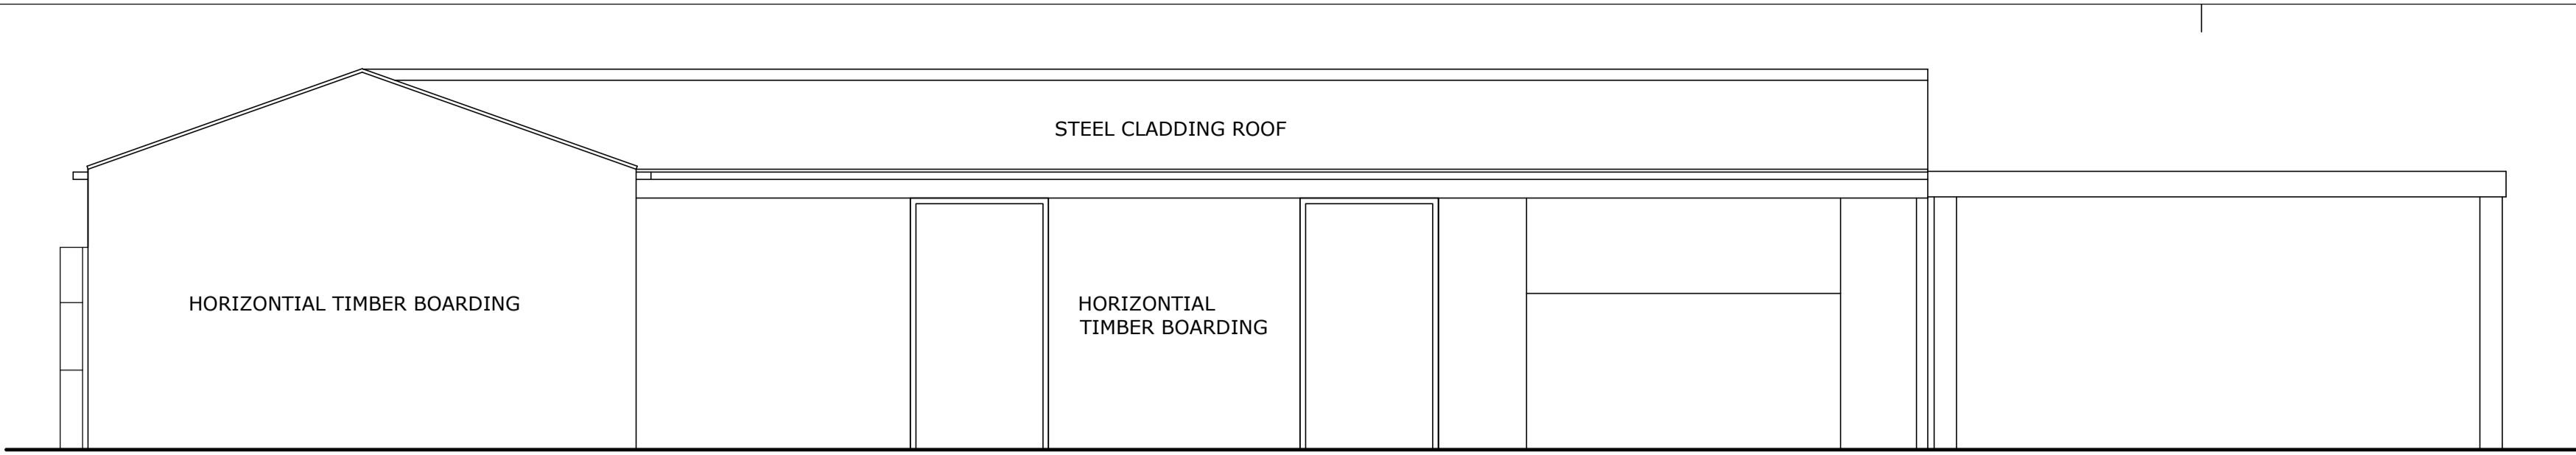 STEEL CLADDING ROOF
HORIZONTIAL TIMBER BOARDING
HORIZONTIAL
TIMBER BOARDING